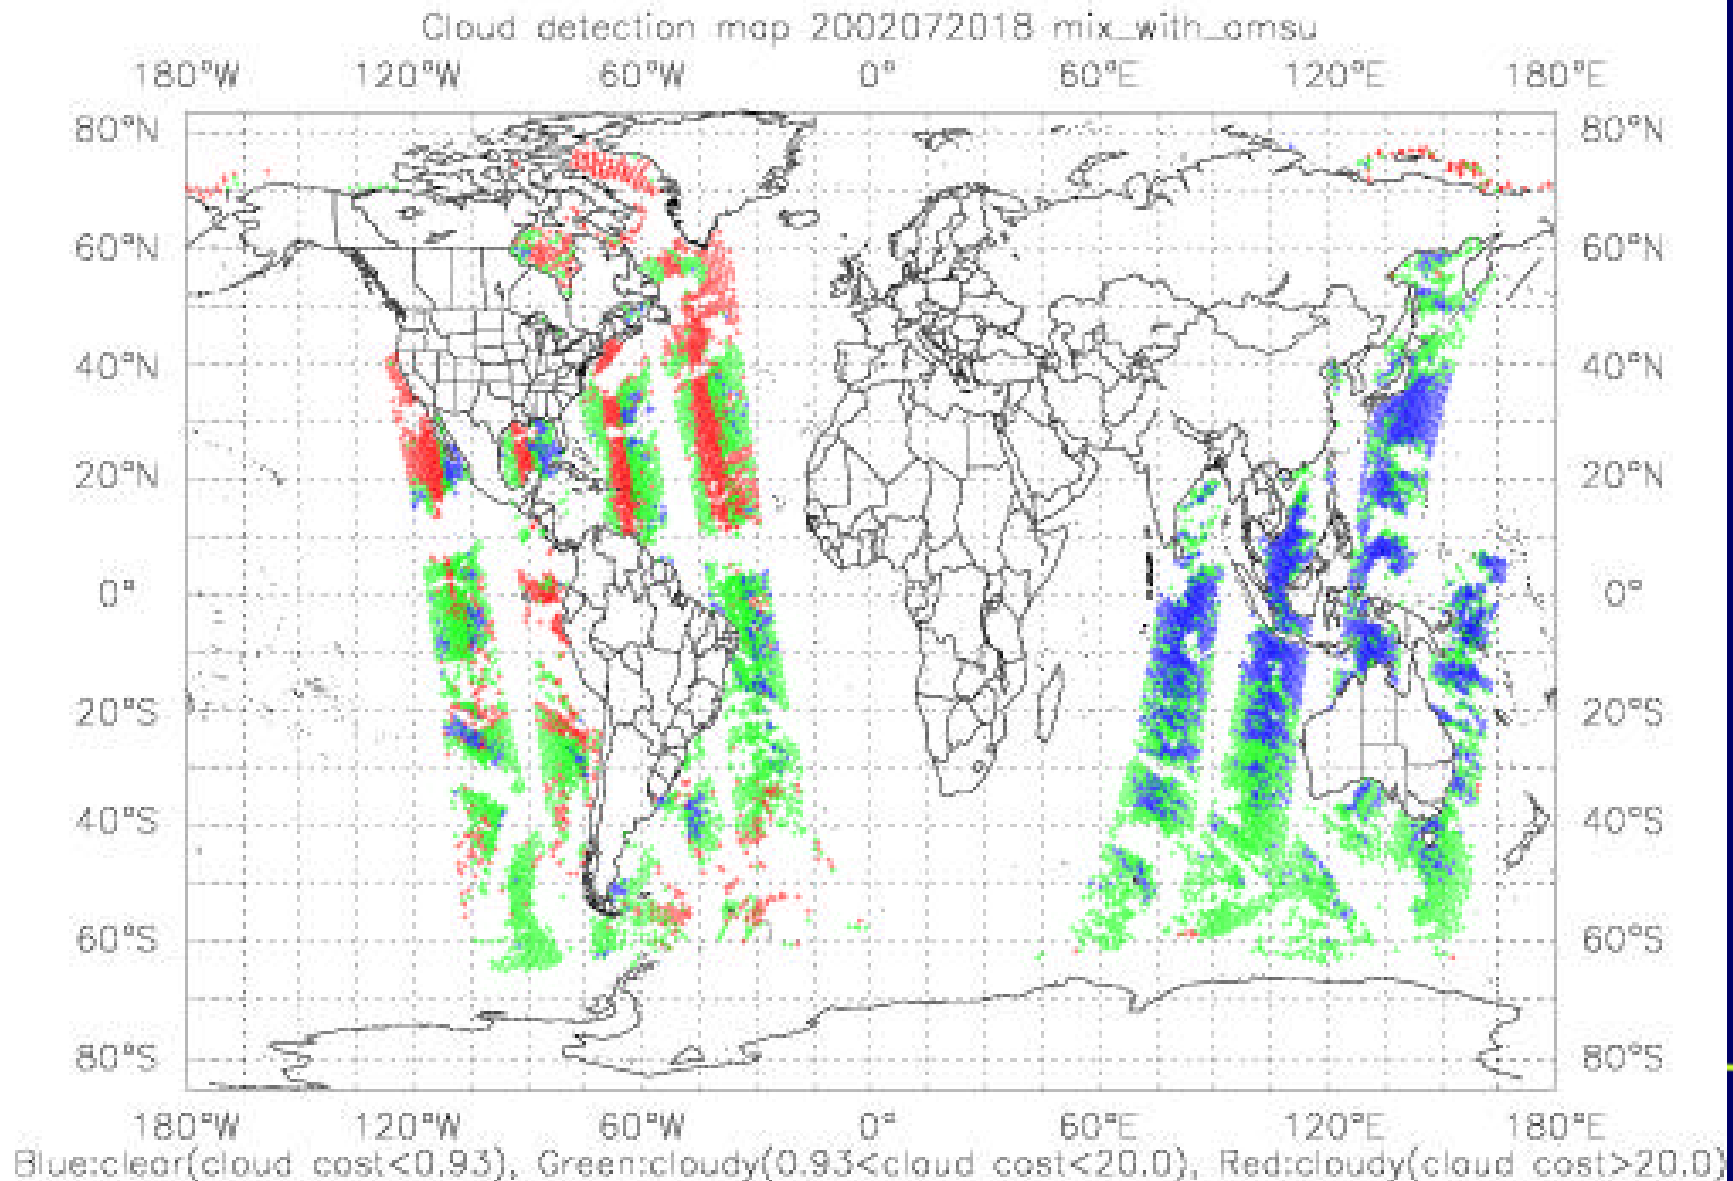 Cloud detection map 2002072018 mix_with_amsu
180°W 120°W 60°W 0° 60°E 120°E 180°E
80°N 80°N
60°N 60°N
40°N 40°N
20°N 20°N
0° 0°
20°S 20°S
40°S 40°S
60°S 60°S
80°S 80°S
180°W 120°W 60°W 0° 60°E 120°E 180°E
Blue:clear(cloud cost<0.93), Green:cloudy(0.93<cloud cost<20.0), Red:cloudy(cloud cost>20.0)